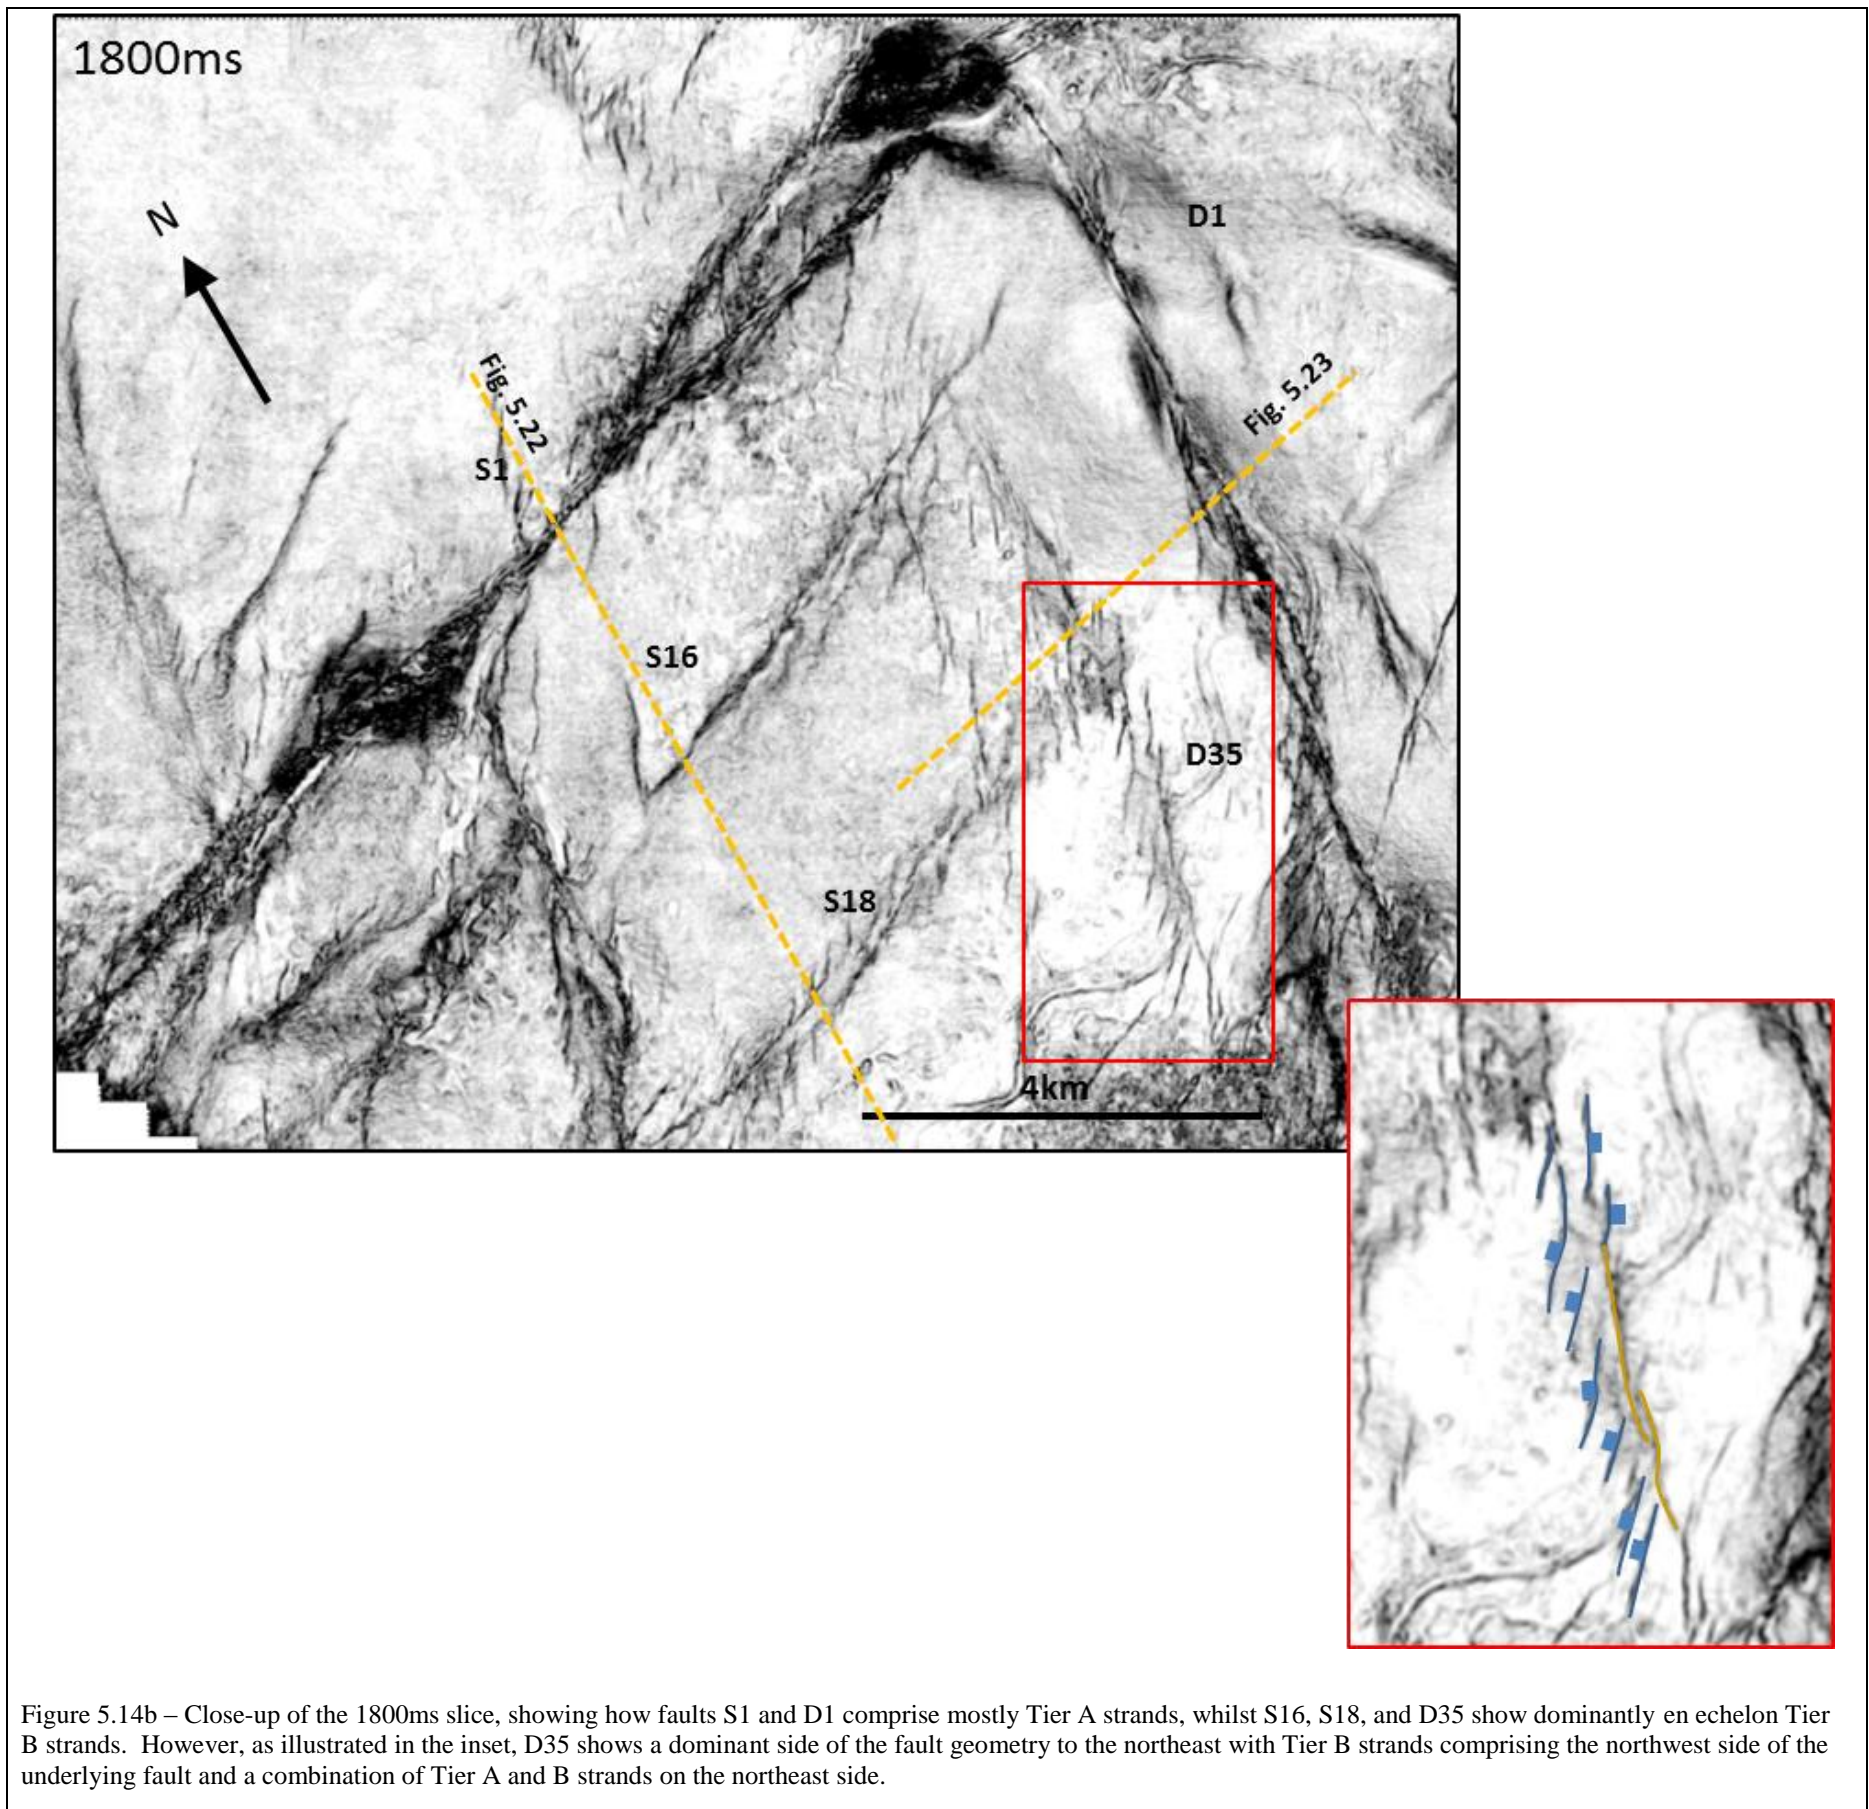 1800ms
N
D1
Fig. 5.22
Fig. 5.23
S1
S16
D35
S18
4km
Figure 5.14b – Close-up of the 1800ms slice, showing how faults S1 and D1 comprise mostly Tier A strands, whilst S16, S18, and D35 show dominantly en echelon Tier
B strands.  However, as illustrated in the inset, D35 shows a dominant side of the fault geometry to the northeast with Tier B strands comprising the northwest side of the
underlying fault and a combination of Tier A and B strands on the northeast side.